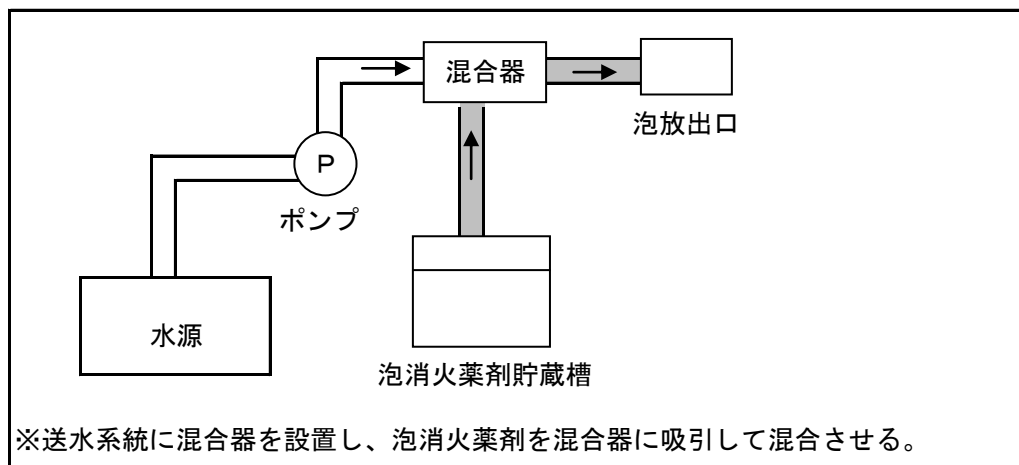 混合器
泡放出口
P
ポンプ
水源
泡消火薬剤貯蔵槽
※送水系統に混合器を設置し、泡消火薬剤を混合器に吸引して混合させる。